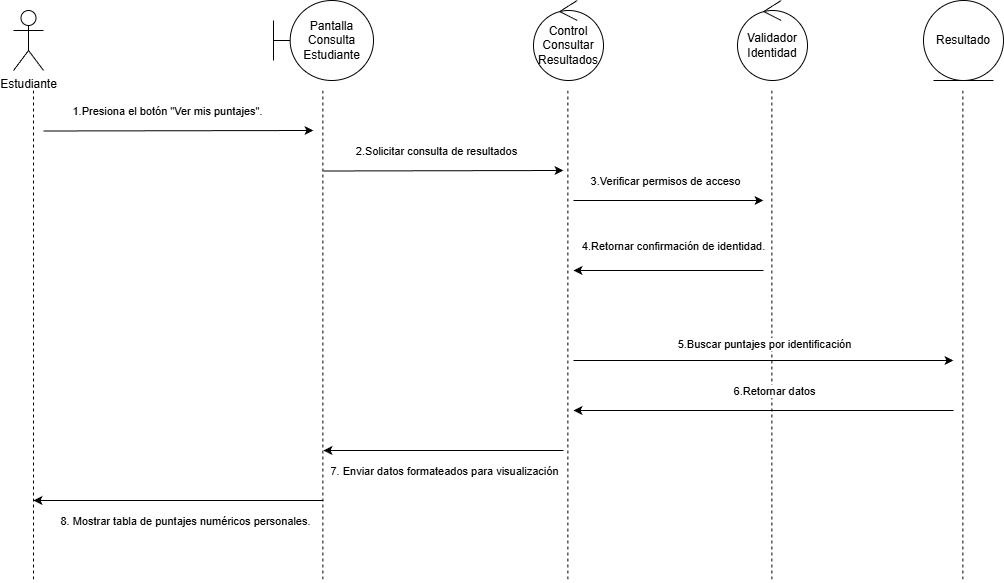 Pantalla
Consulta
Estudiante
Control
Consultar
Resultados
Validador
Identidad
Resultado
Estudiante
1.Presiona el botón "Ver mis puntajes".
2.Solicitar consulta de resultados
3.Verificar permisos de acceso
4.Retornar confirmación de identidad.
5.Buscar puntajes por identificación
6.Retornar datos
7. Enviar datos formateados para visualización
8. Mostrar tabla de puntajes numéricos personales.